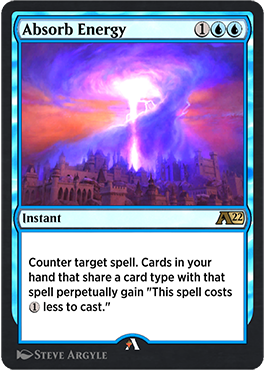 Absorb Energy 1
Instant A22
Counter target spell. Cards in your
hand that share a card type with that
spell perpetually gain "This spell costs
1 less to cast."
STEVE ARGYLE